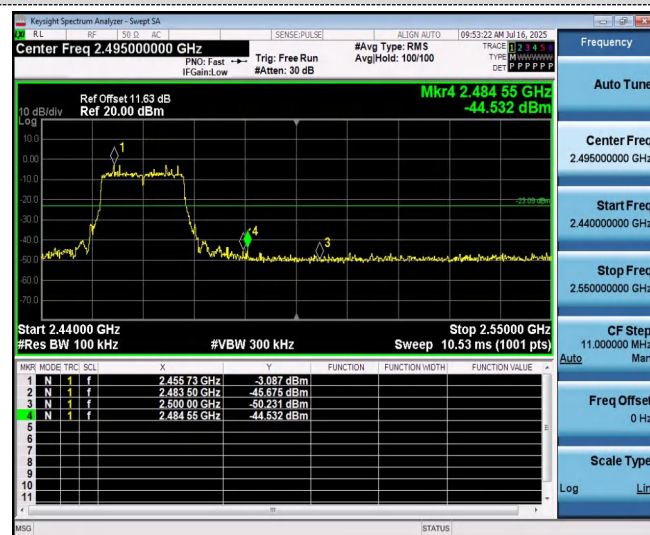 Keysight Spectrum Analyzer - Swept SA
RL RF 50 Ω AC SENSE:PULSE ALIGN AUTO 09:53:22 AM Jul 16, 2025
Center Freq 2.495000000 GHz
PNO: Fast Trig: Free Run
IFGain:Low #Atten: 30 dB
#Avg Type: RMS
Avg|Hold: 100/100
TRACE 1 2 3 4 5 6
TYPE M W W W W W
DET P P P P P P
Mkr4 2.484 55 GHz
-44.532 dBm
Ref Offset 11.63 dB
10 dB/div Ref 20.00 dBm
Log
10.0
0.00
-10.0
-20.0
-30.0
-40.0
-50.0
-60.0
-70.0
1
4
3
-23.09 dBm
Start 2.44000 GHz Stop 2.55000 GHz
#Res BW 100 kHz #VBW 300 kHz Sweep 10.53 ms (1001 pts)
MKR MODE TRC SCL X Y FUNCTION FUNCTION WIDTH FUNCTION VALUE
1 N 1 f 2.455 73 GHz -3.087 dBm
2 N 1 f 2.483 50 GHz -45.675 dBm
3 N 1 f 2.500 00 GHz -50.231 dBm
4 N 1 f 2.484 55 GHz -44.532 dBm
5
6
7
8
9
10
11
MSG STATUS
Frequency
Auto Tune
Center Freq
2.495000000 GHz
Start Freq
2.440000000 GHz
Stop Freq
2.550000000 GHz
CF Step
11.000000 MHz
Auto Man
Freq Offset
0 Hz
Scale Type
Log Lin